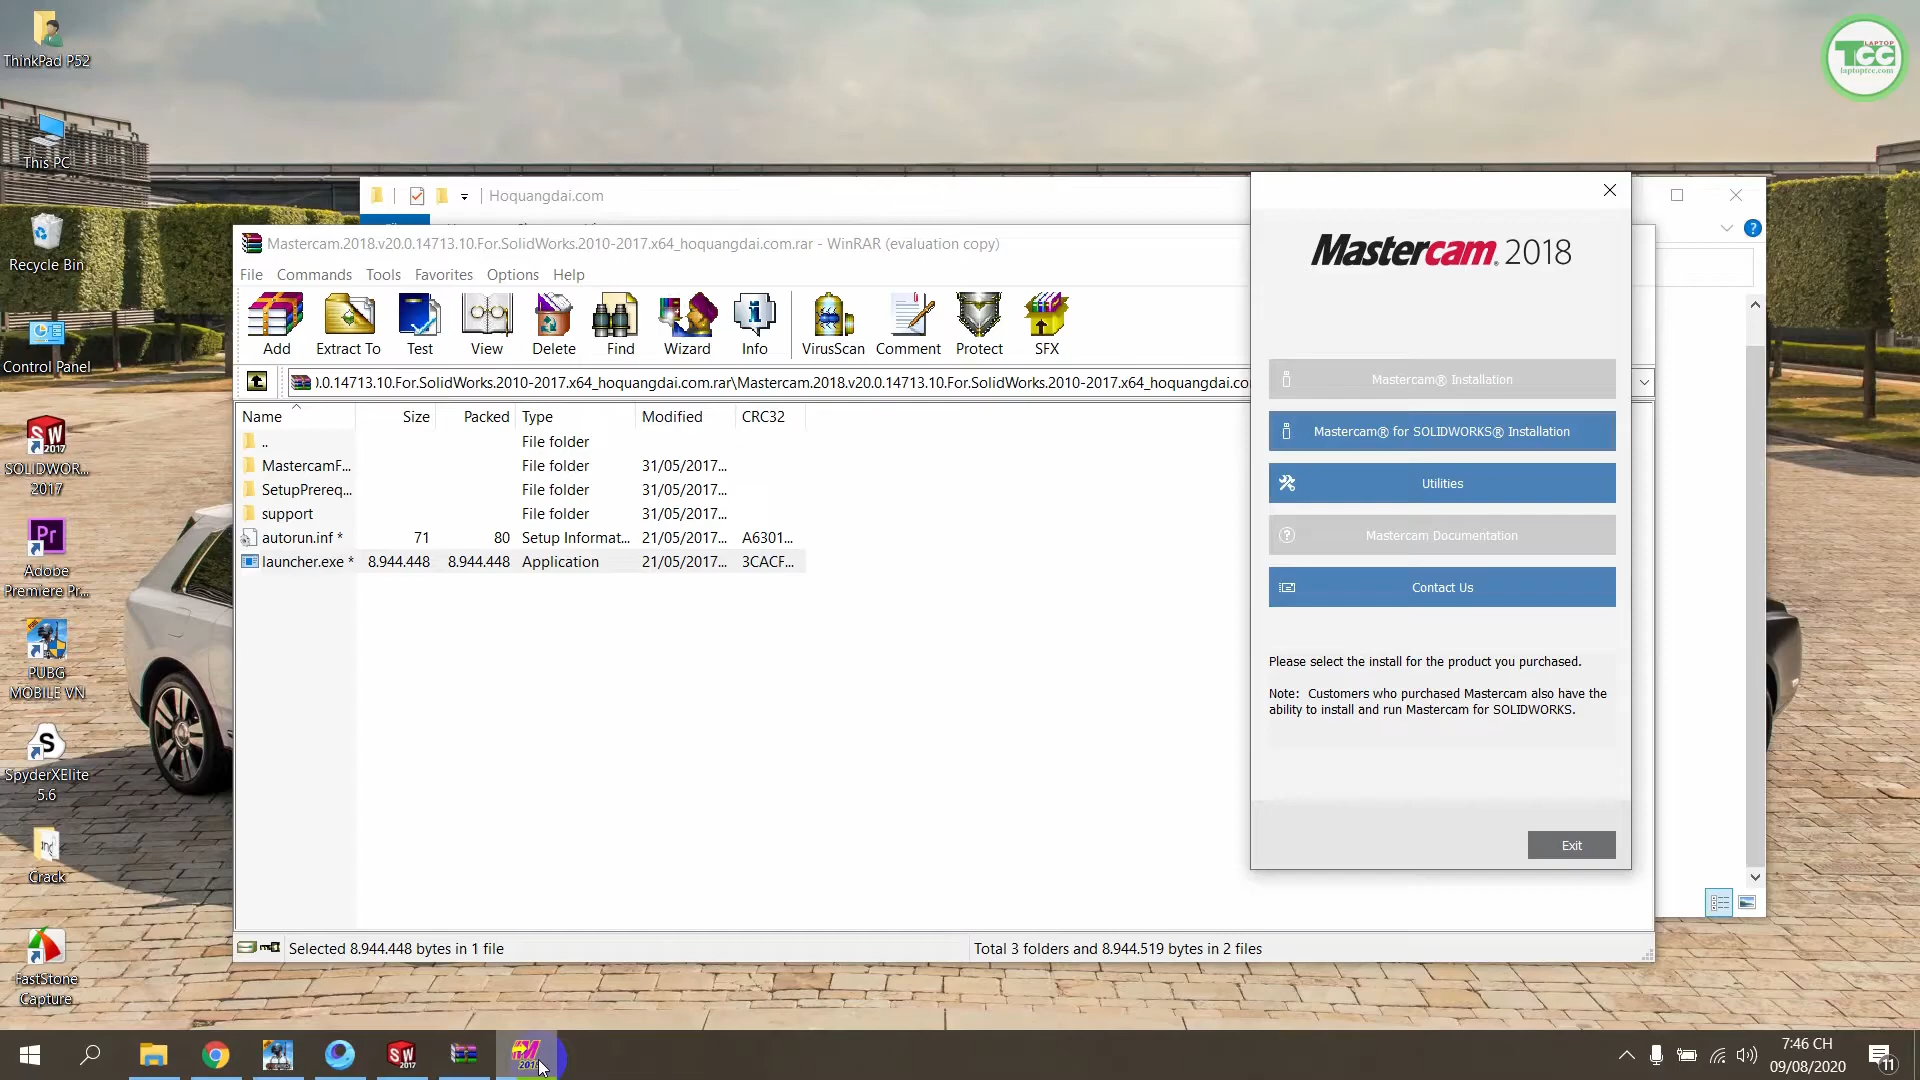 ThinkPad P52
This PC
Recycle Bin
Control Panel
SOLIDWOR...
2017
Adobe
Premiere Pr...
PUBG
MOBILE VN
SpyderXElite
5.6
Crack
FastStone
Capture
LAPTOP
TCC
laptoptcc.com
Hoquangdai.com
Mastercam.2018.v20.0.14713.10.For.SolidWorks.2010-2017.x64_hoquangdai.com.rar - WinRAR (evaluation copy)
File Commands Tools Favorites Options Help
Add Extract To Test View Delete Find Wizard Info VirusScan Comment Protect SFX
).0.14713.10.For.SolidWorks.2010-2017.x64_hoquangdai.com.rar\Mastercam.2018.v20.0.14713.10.For.SolidWorks.2010-2017.x64_hoquangdai.co
Name Size Packed Type Modified CRC32
.. File folder
MastercamF... File folder 31/05/2017...
SetupPrereq... File folder 31/05/2017...
support File folder 31/05/2017...
autorun.inf * 71 80 Setup Informat... 21/05/2017... A6301...
launcher.exe * 8.944.448 8.944.448 Application 21/05/2017... 3CACF...
Selected 8.944.448 bytes in 1 file
Total 3 folders and 8.944.519 bytes in 2 files
Mastercam. 2018
Mastercam® Installation
Mastercam® for SOLIDWORKS® Installation
Utilities
Mastercam Documentation
Contact Us
Please select the install for the product you purchased.
Note: Customers who purchased Mastercam also have the
ability to install and run Mastercam for SOLIDWORKS.
Exit
7:46 CH
09/08/2020
11